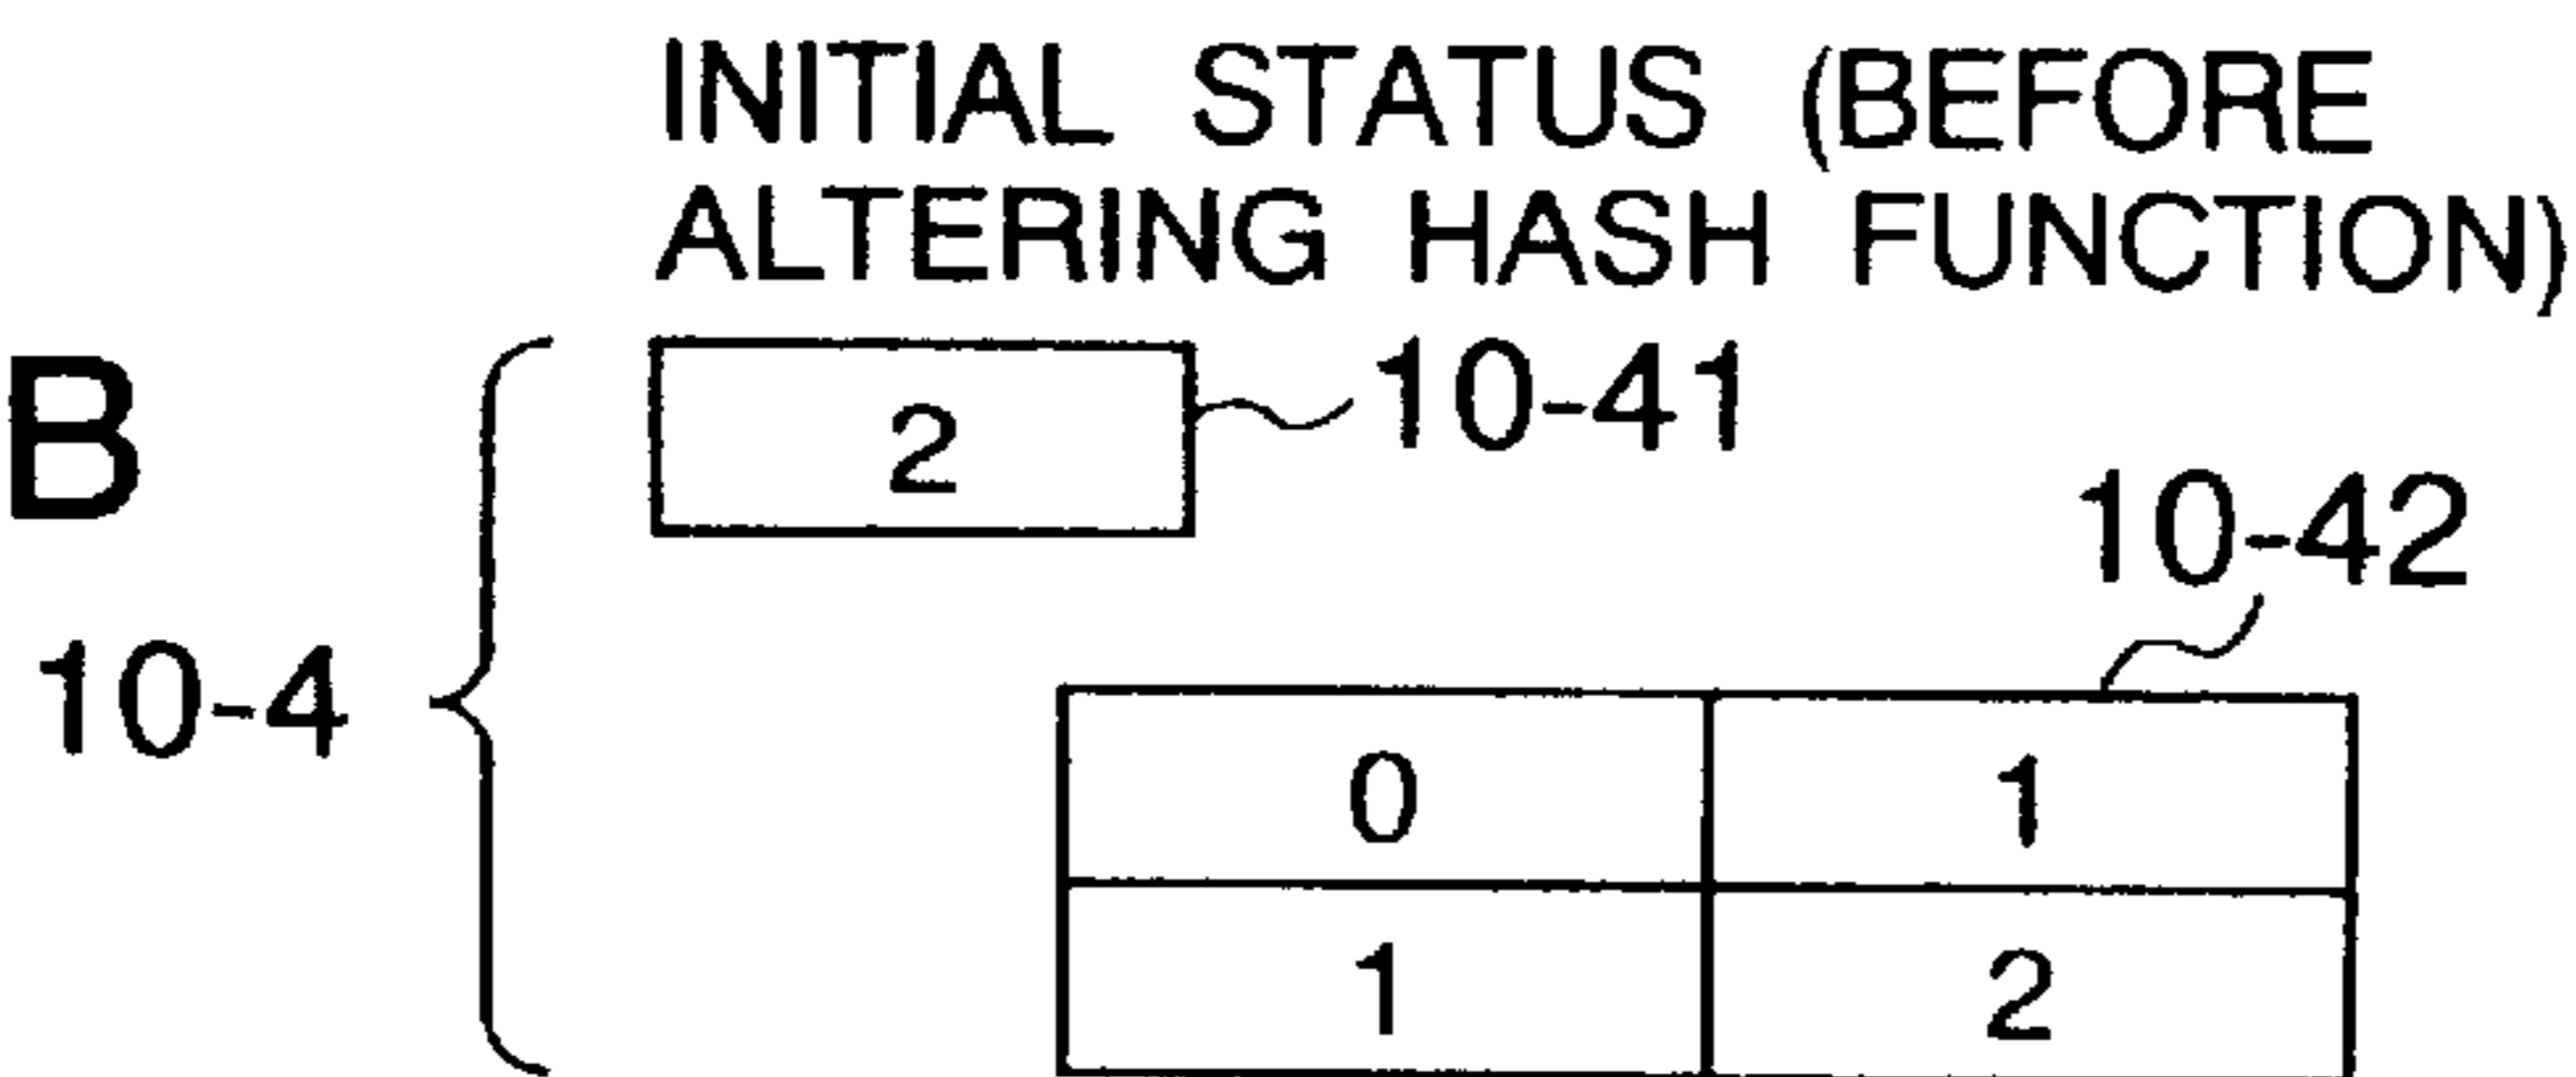 INITIAL STATUS (BEFORE
ALTERING HASH FUNCTION)
B
2
10-41
10-42
10-4
0 1
1 2